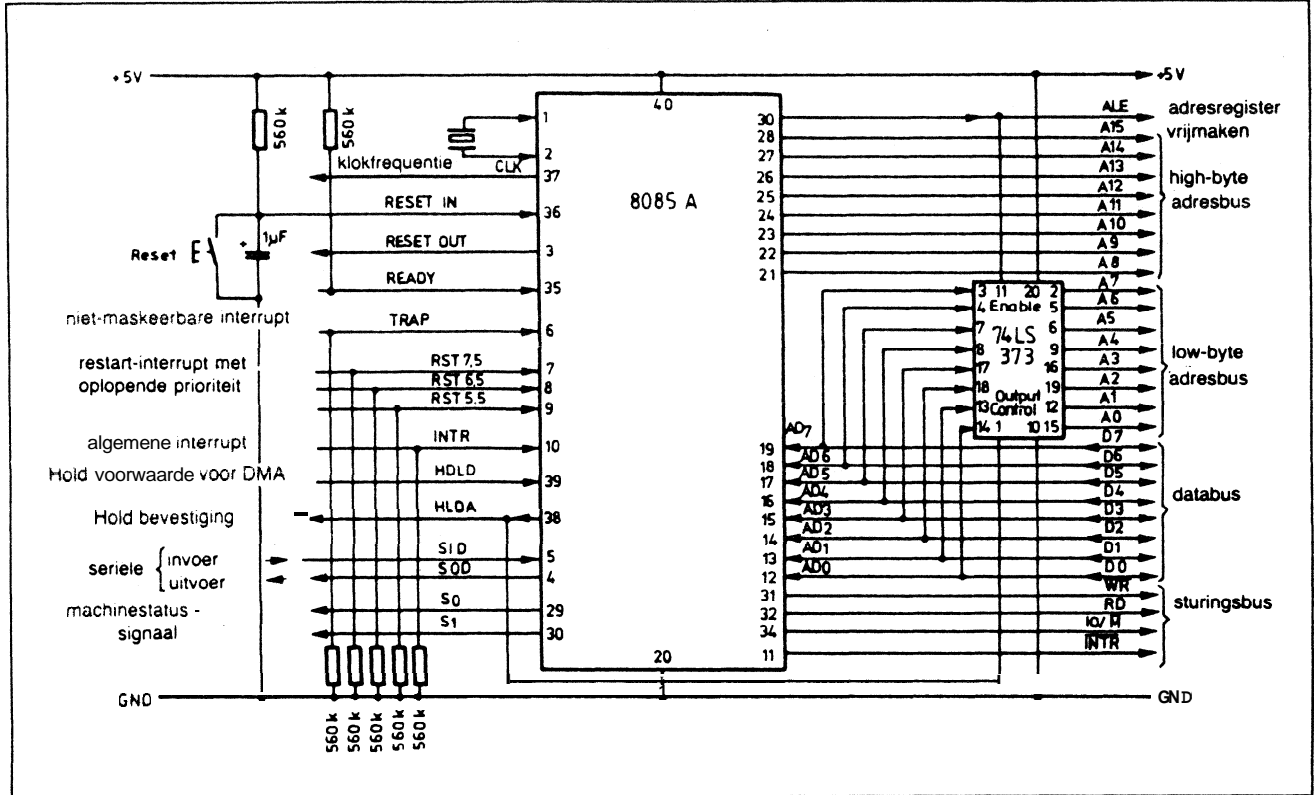 +5V
+5V
560k
560k
40
1
2
klokfrequentie
CLK
37
RESET IN
36
Reset
1µF
+
RESET OUT
3
READY
35
niet-maskeerbare interrupt
TRAP
6
restart-interrupt met
oplopende prioriteit
RST 7,5
7
RST 6,5
8
RST 5,5
9
algemene interrupt
INTR
10
Hold voorwaarde voor DMA
HOLD
39
Hold bevestiging
HLDA
38
seriele
invoer
uitvoer
SID
5
SOD
4
machinestatus -
signaal
S0
29
S1
30
8085 A
20
GND
GND
560k
560k
560k
560k
560k
30
ALE
adresregister
vrijmaken
28
A15
27
A14
26
A13
25
A12
24
A11
23
A10
22
A9
21
A8
high-byte
adresbus
3 11 20 2
A7
4 Enable 5
A6
7
6
A5
74LS
373
8
9
A4
17
16
A3
18
19
A2
Output
Control
13
12
A1
14 1 10 15
A0
low-byte
adresbus
19
AD7
D7
18
AD6
D6
17
AD5
D5
16
AD4
D4
15
AD3
D3
14
AD2
D2
13
AD1
D1
12
AD0
D0
databus
31
WR
32
RD
34
IO/M
11
INTR
sturingsbus